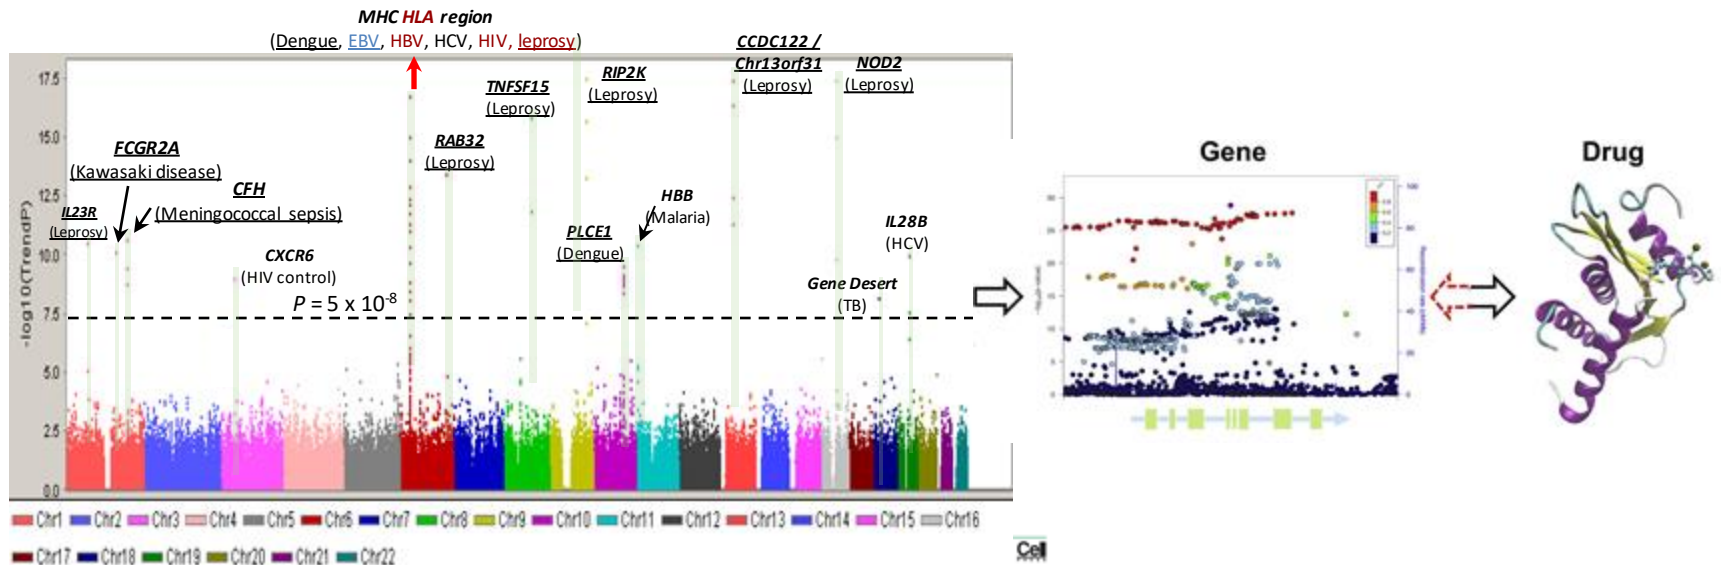 MHC HLA region
(Dengue, EBV, HBV, HCV, HIV, leprosy)
CCDC122 /
Chr13orf31
(Leprosy)
NOD2
(Leprosy)
RIP2K
(Leprosy)
TNFSF15
(Leprosy)
RAB32
(Leprosy)
FCGR2A
(Kawasaki disease)
CFH
(Meningococcal sepsis)
IL23R
(Leprosy)
CXCR6
(HIV control)
HBB
(Malaria)
PLCE1
(Dengue)
IL28B
(HCV)
Gene Desert
(TB)
P = 5 x 10-8
-log10(TrendP)
17.5
15.0
12.5
10.0
7.5
5.0
2.5
0.0
Chr1 Chr2 Chr3 Chr4 Chr5 Chr6 Chr7 Chr8 Chr9 Chr10 Chr11 Chr12 Chr13 Chr14 Chr15 Chr16
Chr17 Chr18 Chr19 Chr20 Chr21 Chr22
Cell
Gene
Drug